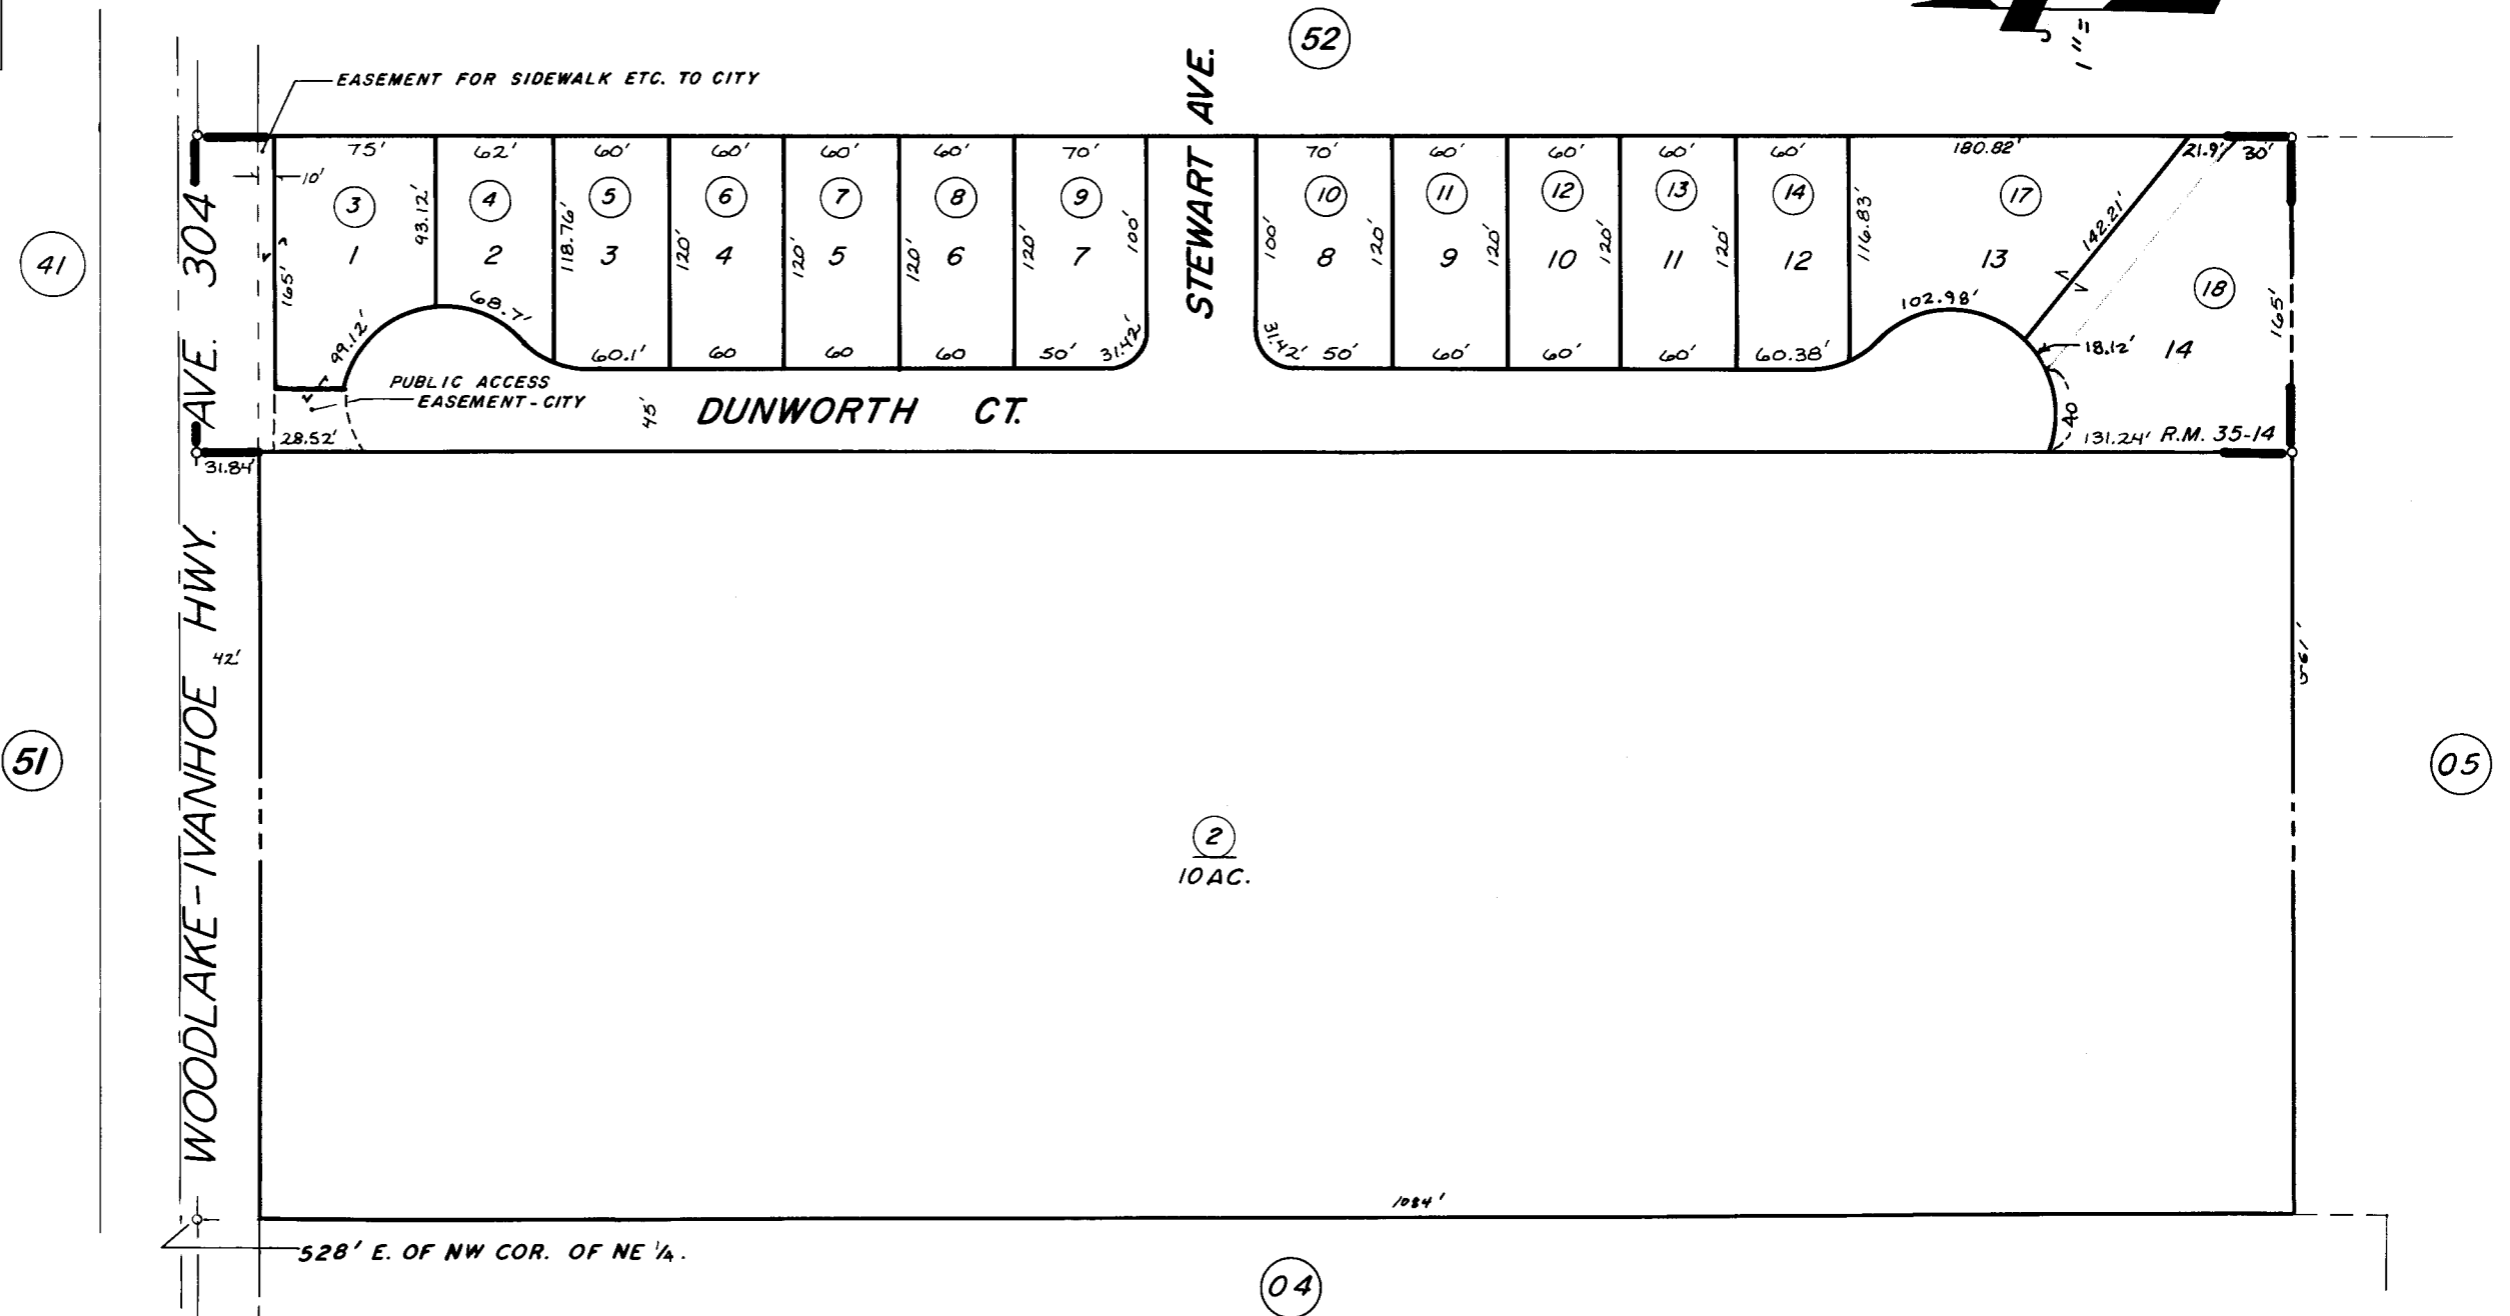 52
1"=
EASEMENT FOR SIDEWALK ETC. TO CITY
STEWART AVE.
75' 62' 60' 60' 60' 60' 70' 70' 60' 60' 60' 60' 180.82' 21.9' 30'
10'
3 4 5 6 7 8 9 10 11 12 13 14 17
93.12' 118.76' 120' 120' 120' 120' 100' 100' 120' 120' 120' 120' 116.83' 142.21'
1 2 3 4 5 6 7 8 9 10 11 12 13
41
165'
18
165'
99.12' 68.7' 102.98'
60.1' 60 60 60 50' 31.42' 31.42' 50' 60' 60' 60' 60.38' 18.12' 14
PUBLIC ACCESS
EASEMENT-CITY
45'
DUNWORTH CT.
40
28.52'
131.24' R.M. 35-14
31.84'
AVE. 304
WOODLAKE-IVANHOE HWY.
42'
51
05
2
10 AC.
1084'
528' E. OF NW COR. OF NE 1/4.
04